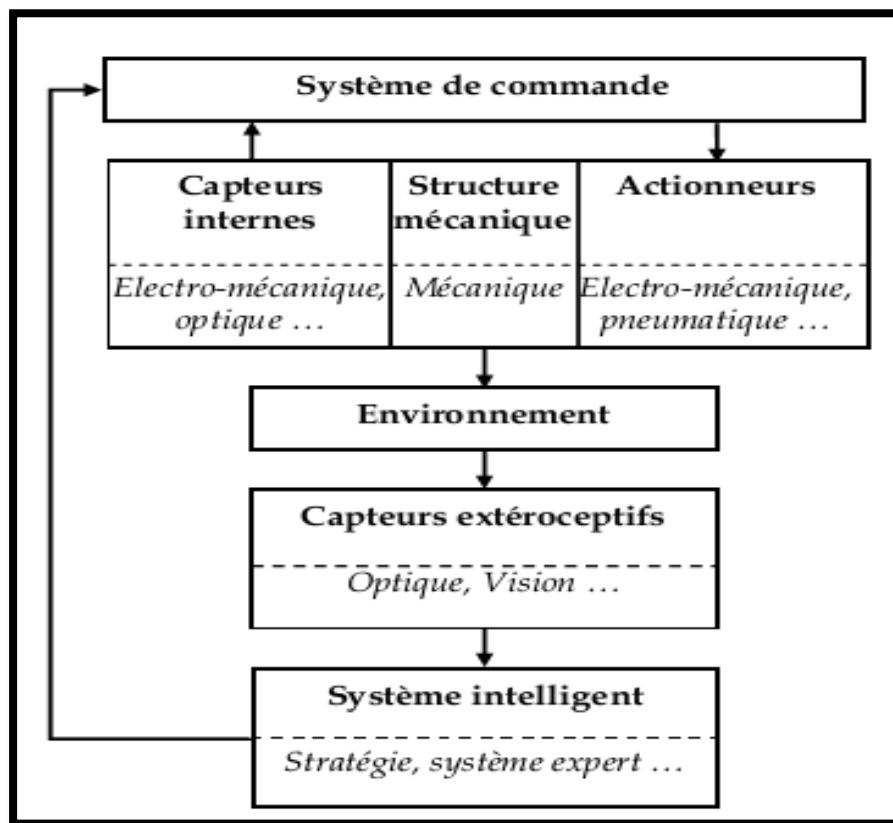 Système de commande
Capteurs
internes
Electro-mécanique,
optique ...
Structure
mécanique
Mécanique
Actionneurs
Electro-mécanique,
pneumatique ...
Environnement
Capteurs extéroceptifs
Optique, Vision ...
Système intelligent
Stratégie, système expert ...